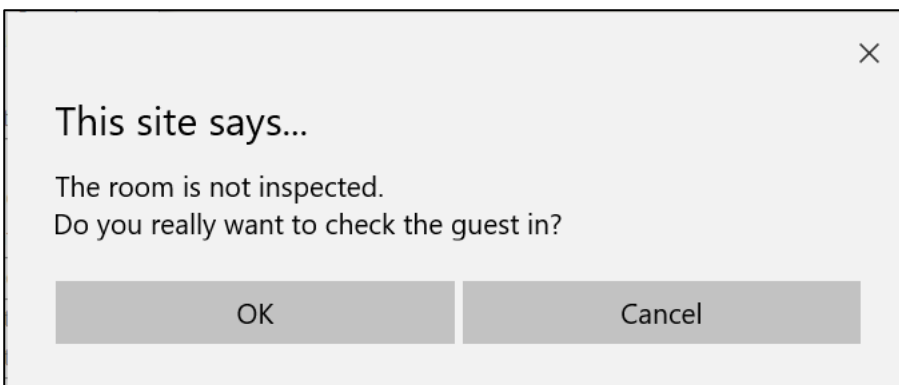 This site says...
The room is not inspected.
Do you really want to check the guest in?
OK
Cancel